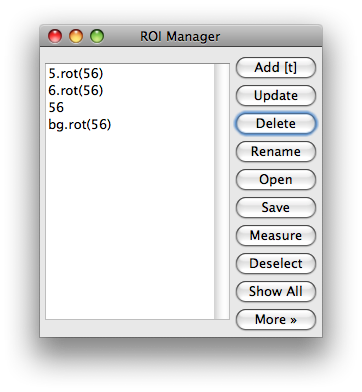 ROI Manager
5.rot(56)
6.rot(56)
56
bg.rot(56)
Add [t]
Update
Delete
Rename
Open
Save
Measure
Deselect
Show All
More »